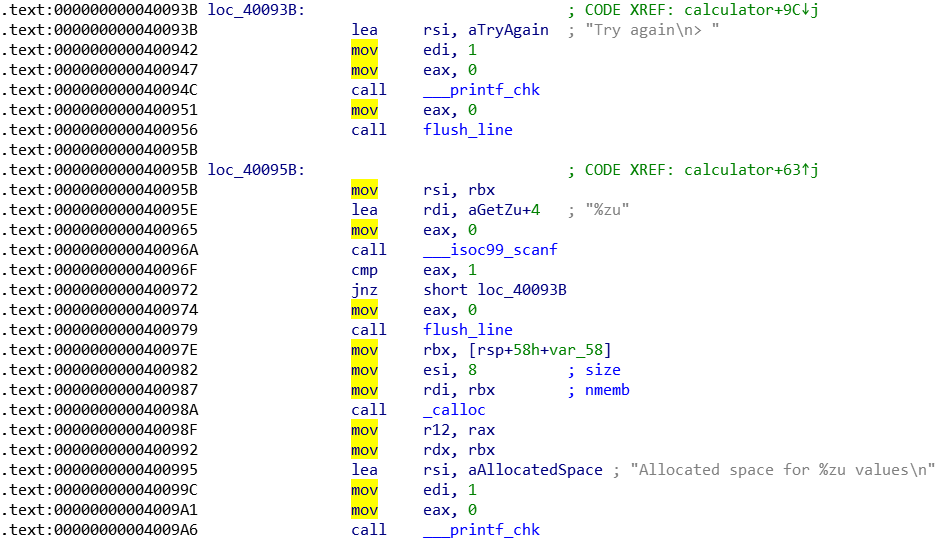 .text:000000000040093B loc_40093B: ; CODE XREF: calculator+9C↓j
.text:000000000040093B lea rsi, aTryAgain ; "Try again\n> "
.text:0000000000400942 mov edi, 1
.text:0000000000400947 mov eax, 0
.text:000000000040094C call ___printf_chk
.text:0000000000400951 mov eax, 0
.text:0000000000400956 call flush_line
.text:000000000040095B
.text:000000000040095B loc_40095B: ; CODE XREF: calculator+63↑j
.text:000000000040095B mov rsi, rbx
.text:000000000040095E lea rdi, aGetZu+4 ; "%zu"
.text:0000000000400965 mov eax, 0
.text:000000000040096A call ___isoc99_scanf
.text:000000000040096F cmp eax, 1
.text:0000000000400972 jnz short loc_40093B
.text:0000000000400974 mov eax, 0
.text:0000000000400979 call flush_line
.text:000000000040097E mov rbx, [rsp+58h+var_58]
.text:0000000000400982 mov esi, 8 ; size
.text:0000000000400987 mov rdi, rbx ; nmemb
.text:000000000040098A call _calloc
.text:000000000040098F mov r12, rax
.text:0000000000400992 mov rdx, rbx
.text:0000000000400995 lea rsi, aAllocatedSpace ; "Allocated space for %zu values\n"
.text:000000000040099C mov edi, 1
.text:00000000004009A1 mov eax, 0
.text:00000000004009A6 call ___printf_chk